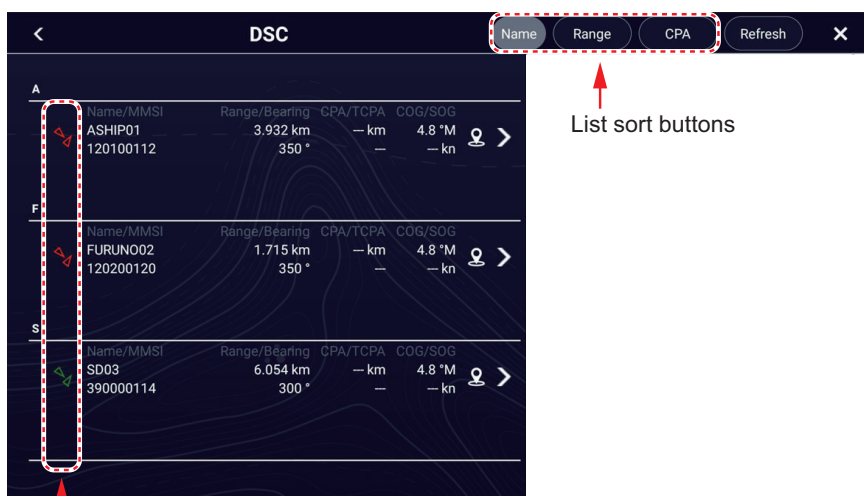 DSC Name Range CPA Refresh
List sort buttons
A
Name/MMSI Range/Bearing CPA/TCPA COG/SOG
ASHIP01 3.932 km --- km 4.8 °M
120100112 350 ° --- --- kn
F
Name/MMSI Range/Bearing CPA/TCPA COG/SOG
FURUNO02 1.715 km --- km 4.8 °M
120200120 350 ° --- --- kn
S
Name/MMSI Range/Bearing CPA/TCPA COG/SOG
SD03 6.054 km --- km 4.8 °M
390000114 300 ° --- --- kn